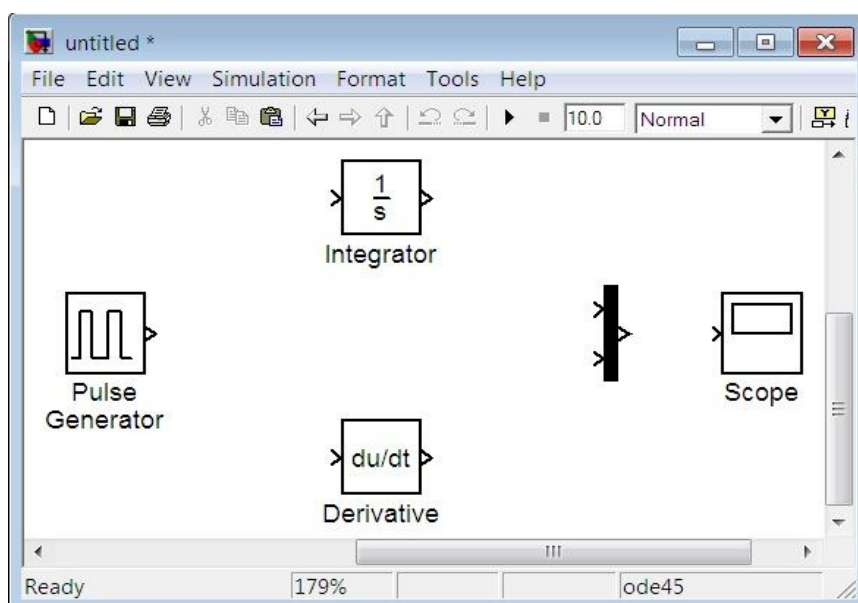 untitled *
File Edit View Simulation Format Tools Help
10.0 Normal
1
s
Integrator
Pulse
Generator
Scope
du/dt
Derivative
Ready 179% ode45